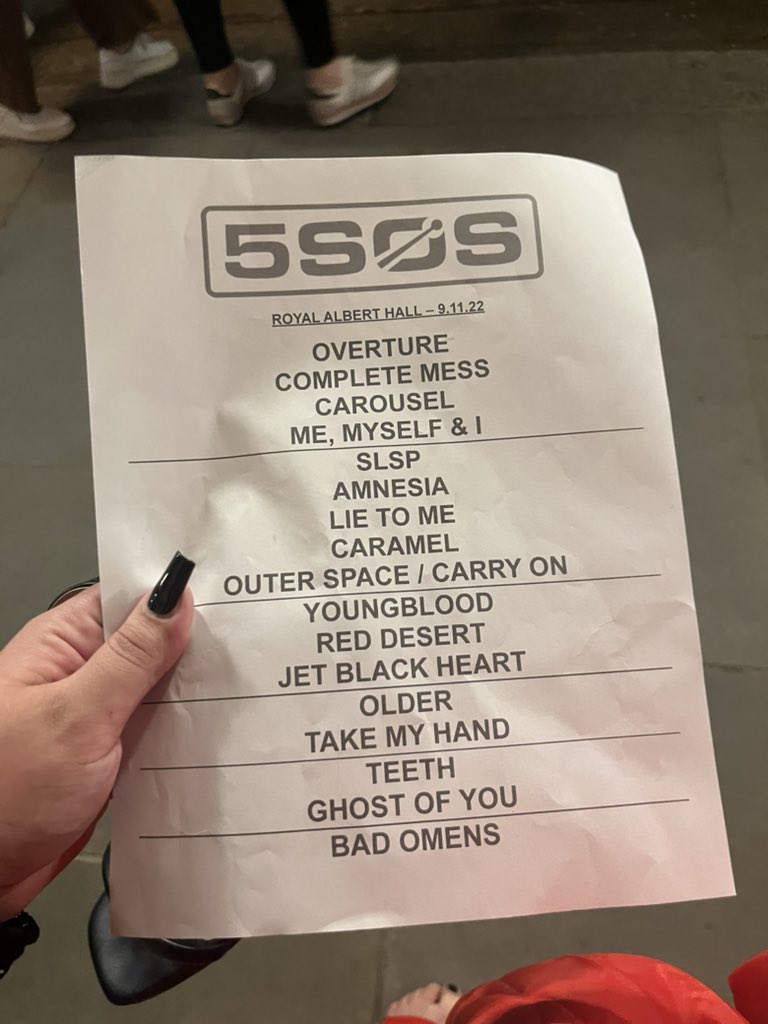 5SOS
ROYAL ALBERT HALL – 9.11.22
OVERTURE
COMPLETE MESS
CAROUSEL
ME, MYSELF & I
SLSP
AMNESIA
LIE TO ME
CARAMEL
OUTER SPACE / CARRY ON
YOUNGBLOOD
RED DESERT
JET BLACK HEART
OLDER
TAKE MY HAND
TEETH
GHOST OF YOU
BAD OMENS